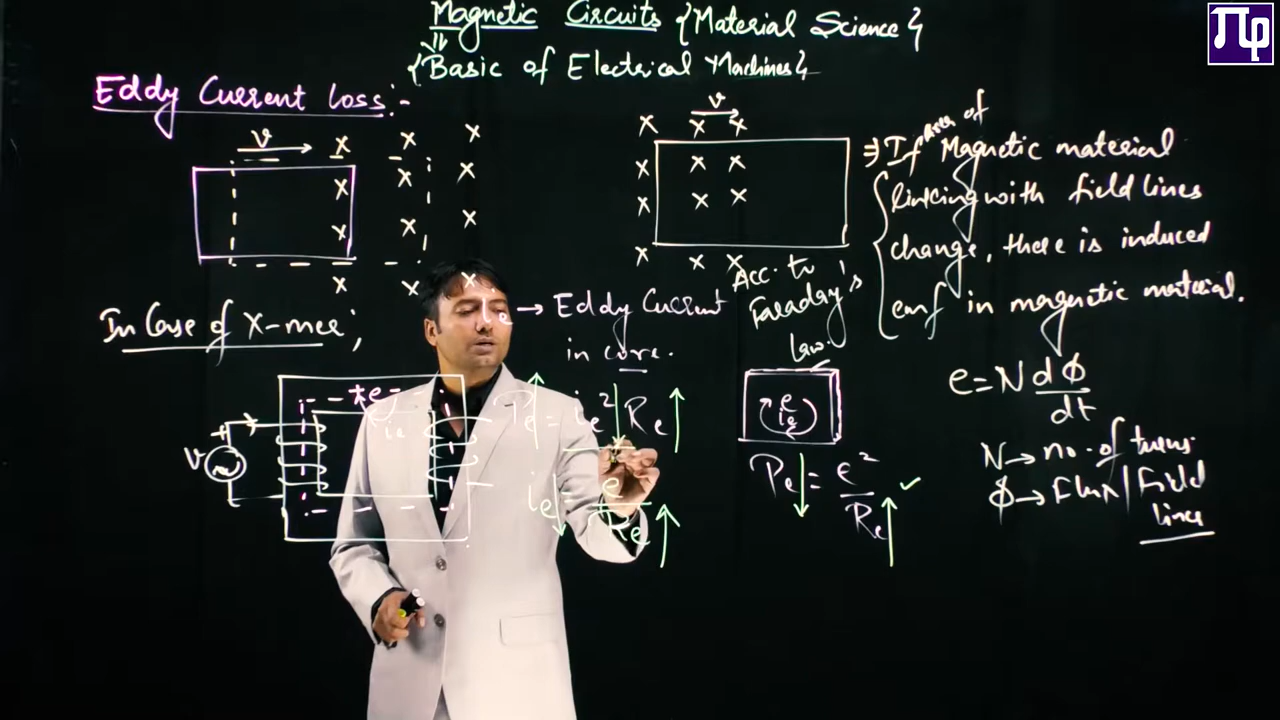 Magnetic Circuits {Material Science}
⇓
{Basic of Electrical Machines}
Eddy Current Loss:-
v
v
⇒ If Area of Magnetic material
linking with field lines
change, there is induced
emf in magnetic material.
In Case of X-mer;
→ Eddy Current
in core.
Acc. to
Faraday's
Law.
e = N dϕ/dt
N → no. of turns
ϕ → Flux / Field
lines
V
ie
Pe = ie² Re
ie = e/Re
e
ie
Pe = e²/Re ✓